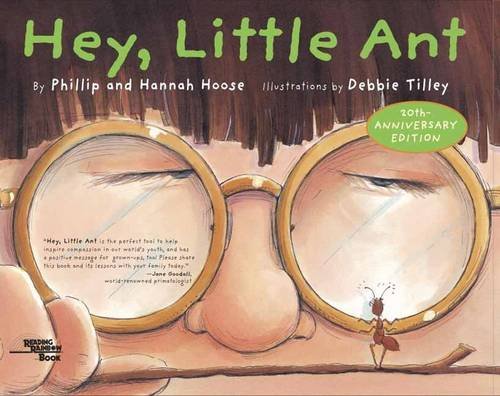 Hey, Little Ant
By Phillip and Hannah Hoose Illustrations by Debbie Tilley
20th-
ANNIVERSARY
EDITION
"Hey, Little Ant is the perfect tool to help
inspire compassion in our world's youth, and has
a positive message for grown-ups, too! Please share
this book and its lessons with your family today."
—Jane Goodall,
world-renowned primatologist
READING
RAINBOW
BOOK